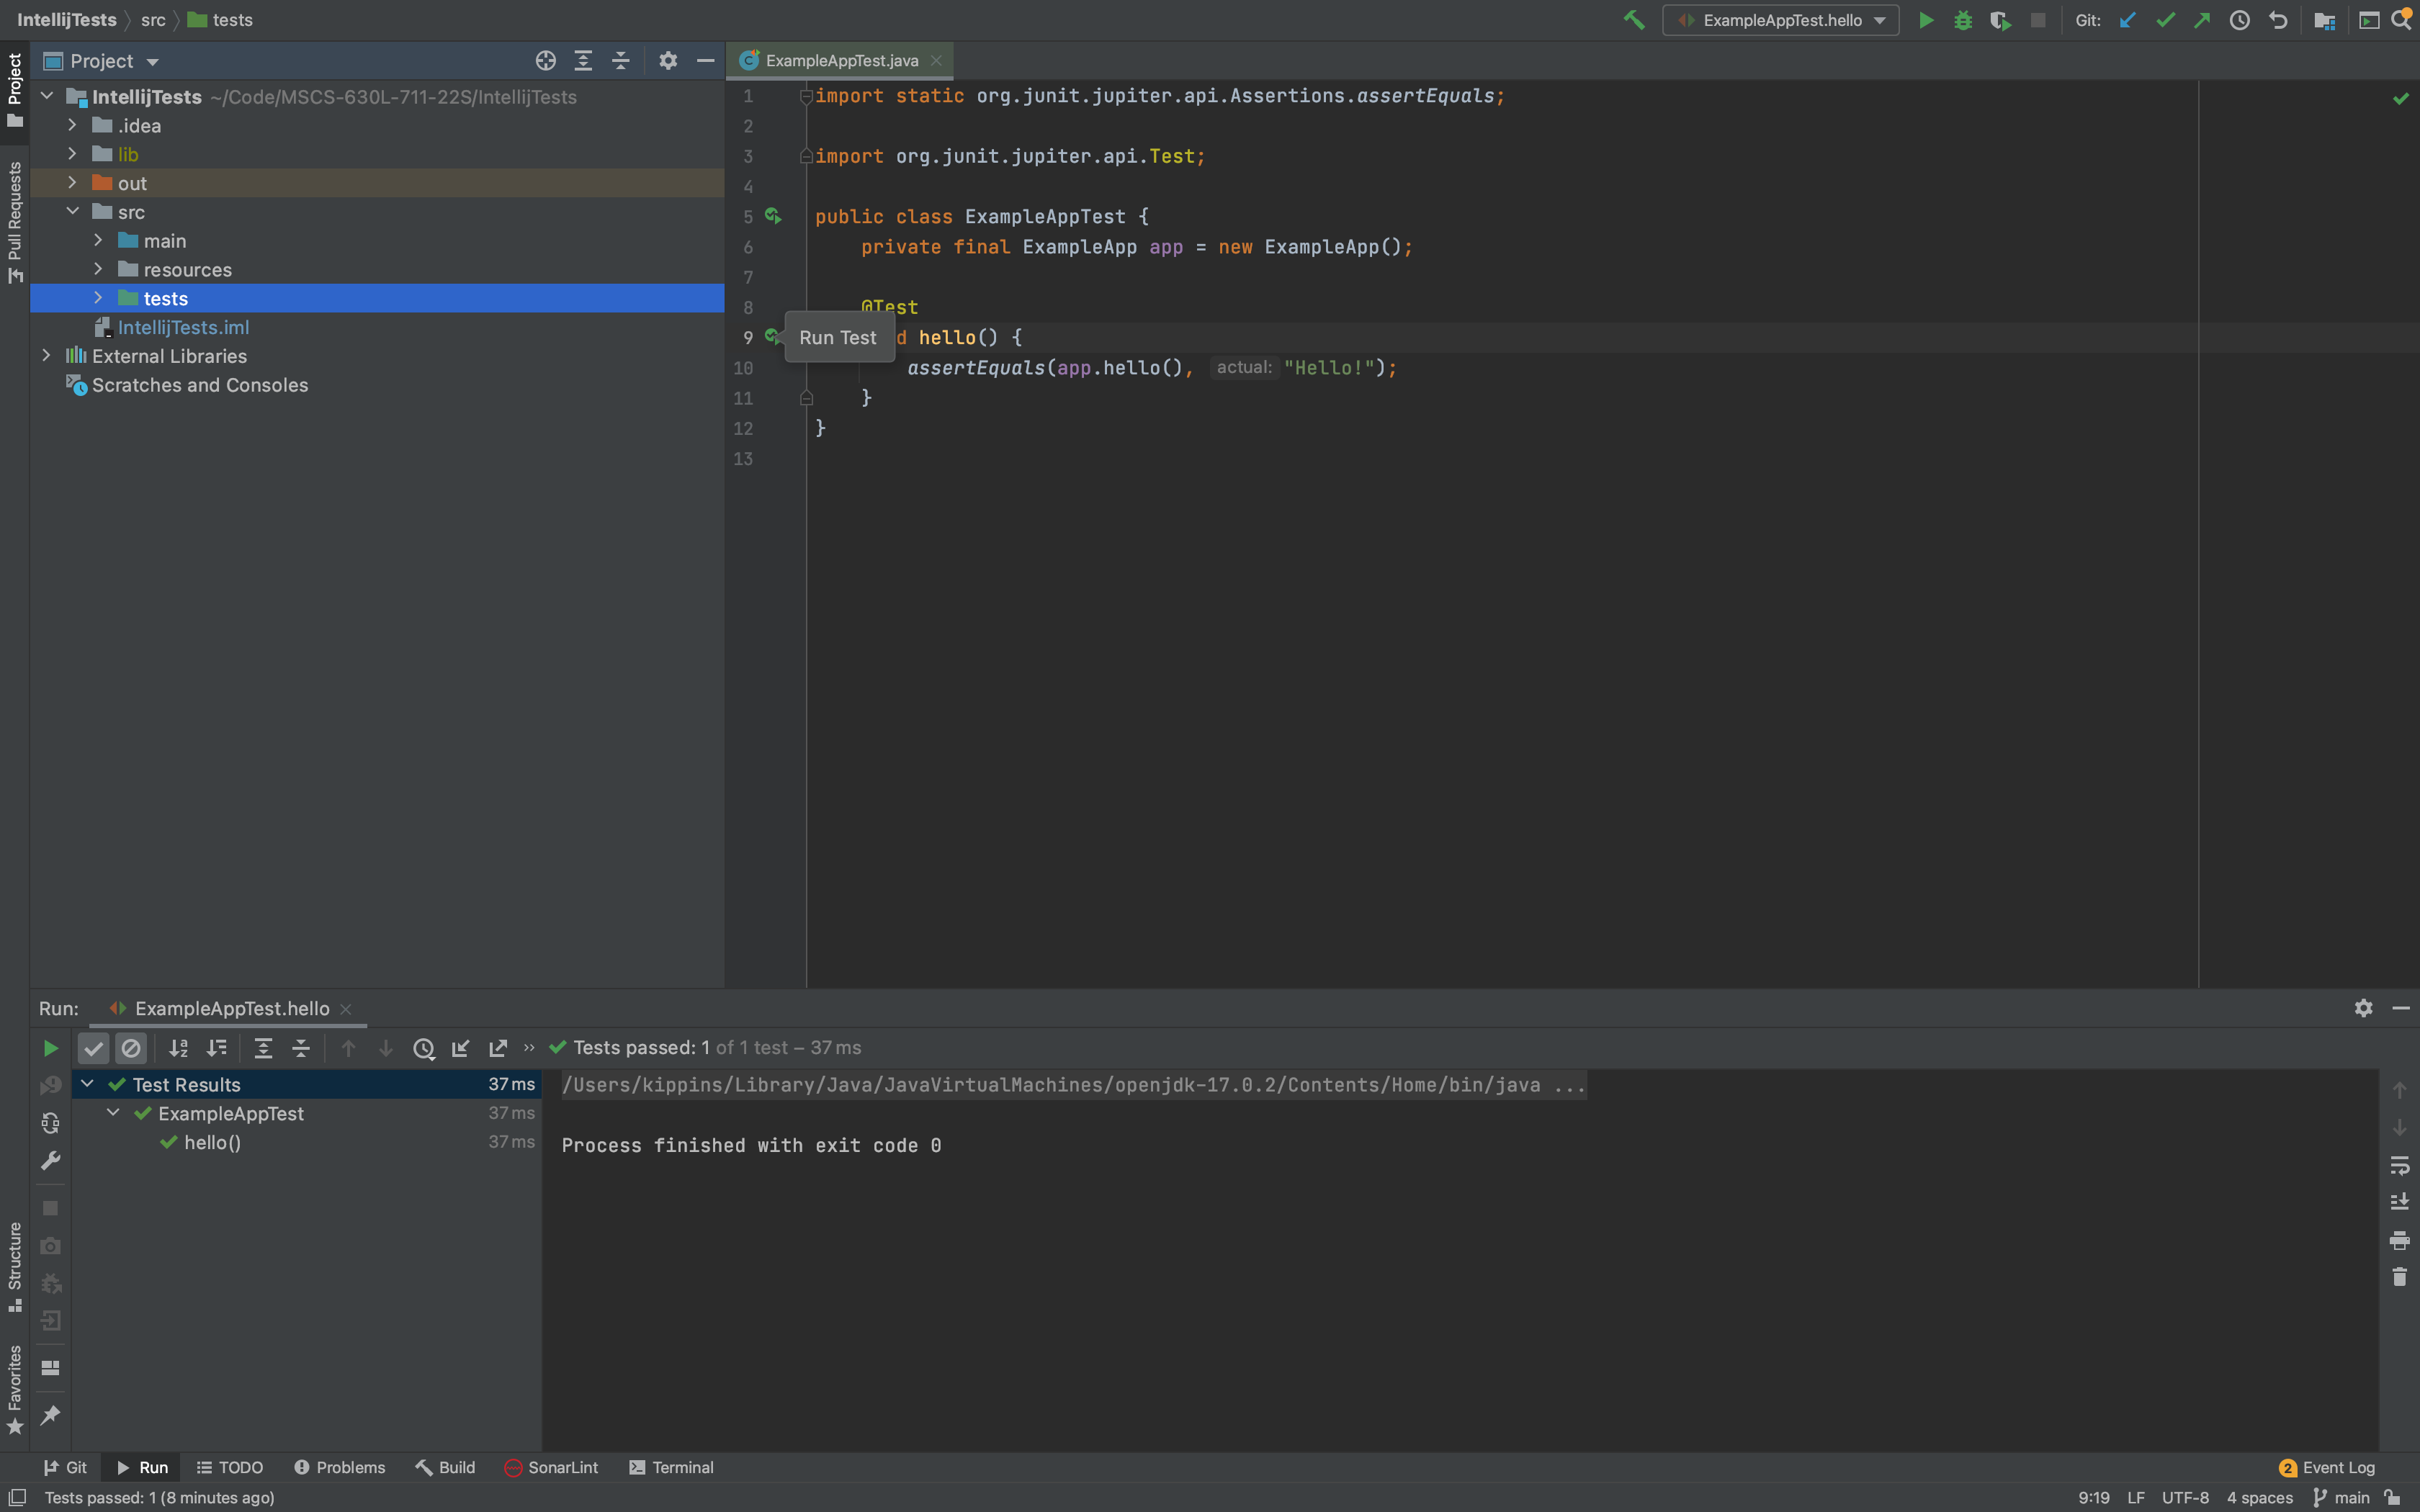 IntellijTests 〉 src 〉 tests
ExampleAppTest.hello
Git:
Project
Pull Requests
Structure
Favorites
Project
IntellijTests ~/Code/MSCS-630L-711-22S/IntellijTests
.idea
lib
out
src
main
resources
tests
IntellijTests.iml
External Libraries
Scratches and Consoles
ExampleAppTest.java
1 import static org.junit.jupiter.api.Assertions.assertEquals;
2
3 import org.junit.jupiter.api.Test;
4
5 public class ExampleAppTest {
6 private final ExampleApp app = new ExampleApp();
7
8 @Test
9 d hello() {
Run Test
10 assertEquals(app.hello(), actual: "Hello!");
11 }
12 }
13
Run: ExampleAppTest.hello
Tests passed: 1 of 1 test – 37 ms
Test Results 37 ms
ExampleAppTest 37 ms
hello() 37 ms
/Users/kippins/Library/Java/JavaVirtualMachines/openjdk-17.0.2/Contents/Home/bin/java ...
Process finished with exit code 0
Git Run TODO Problems Build SonarLint Terminal
2 Event Log
Tests passed: 1 (8 minutes ago)
9:19 LF UTF-8 4 spaces main